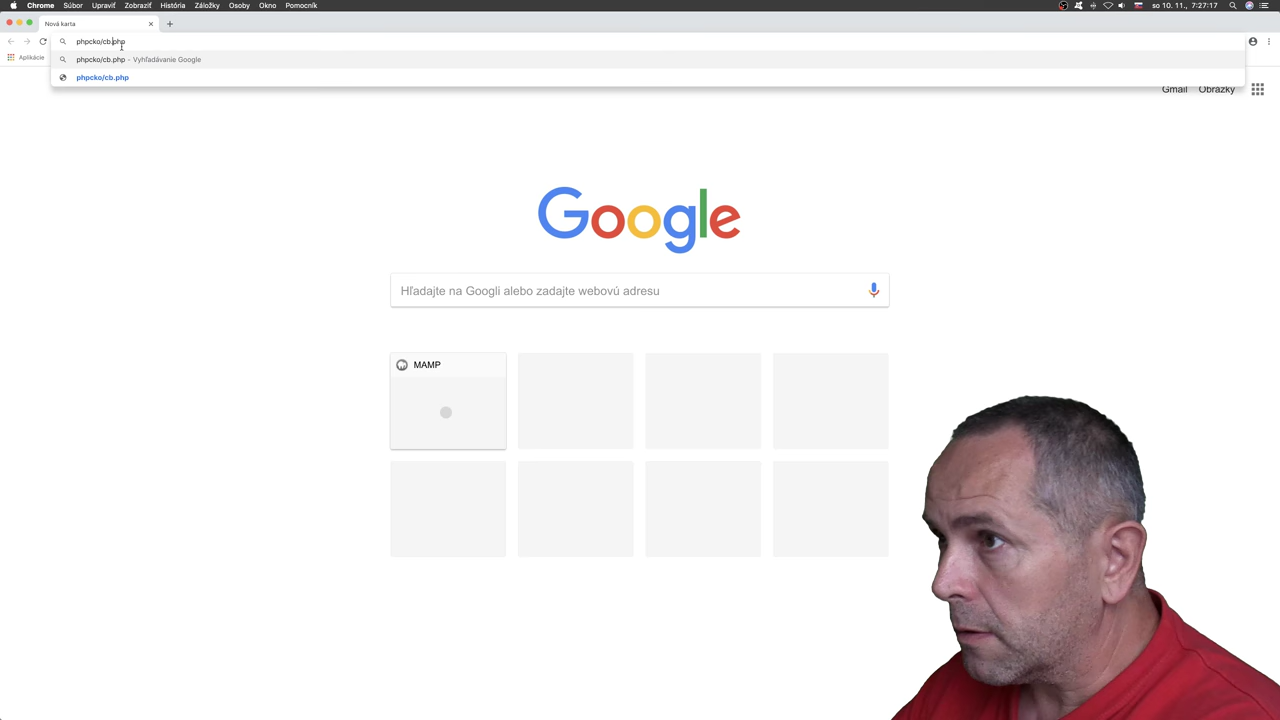 Chrome Súbor Upraviť Zobraziť História Záložky Osoby Okno Pomocník
so 10. 11., 7:27:17
Nová karta
phpcko/cb.php
Aplikácie
phpcko/cb.php - Vyhľadávanie Google
phpcko/cb.php
Gmail Obrázky
Google
Hľadajte na Googli alebo zadajte webovú adresu
MAMP